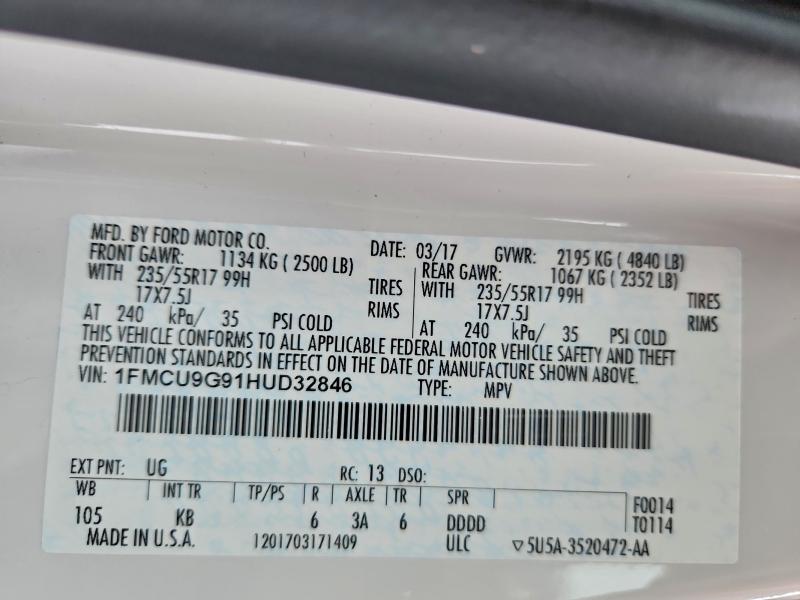 MFD. BY FORD MOTOR CO. DATE: 03/17 GVWR: 2195 KG ( 4840 LB)
FRONT GAWR: 1134 KG ( 2500 LB) REAR GAWR: 1067 KG ( 2352 LB)
WITH 235/55R17 99H TIRES WITH 235/55R17 99H TIRES
17X7.5J RIMS 17X7.5J RIMS
AT 240 kPa/ 35 PSI COLD AT 240 kPa/ 35 PSI COLD
THIS VEHICLE CONFORMS TO ALL APPLICABLE FEDERAL MOTOR VEHICLE SAFETY AND THEFT
PREVENTION STANDARDS IN EFFECT ON THE DATE OF MANUFACTURE SHOWN ABOVE.
VIN: 1FMCU9G91HUD32846 TYPE: MPV
EXT PNT: UG RC: 13 DSO:
WB INT TR TP/PS R AXLE TR SPR F0014
105 KB 6 3A 6 DDDD T0114
MADE IN U.S.A. 1201703171409 ULC ▽5U5A-3520472-AA